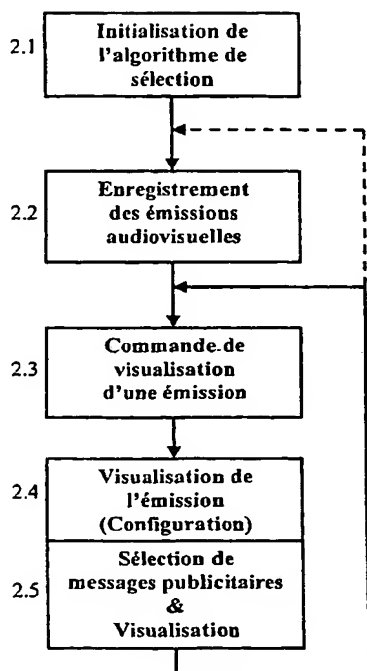 2.1
Initialisation de
l'algorithme de
sélection
2.2
Enregistrement
des émissions
audiovisuelles
2.3
Commande de
visualisation
d'une émission
2.4
Visualisation de
l'émission
(Configuration)
2.5
Sélection de
messages publicitaires
&
Visualisation